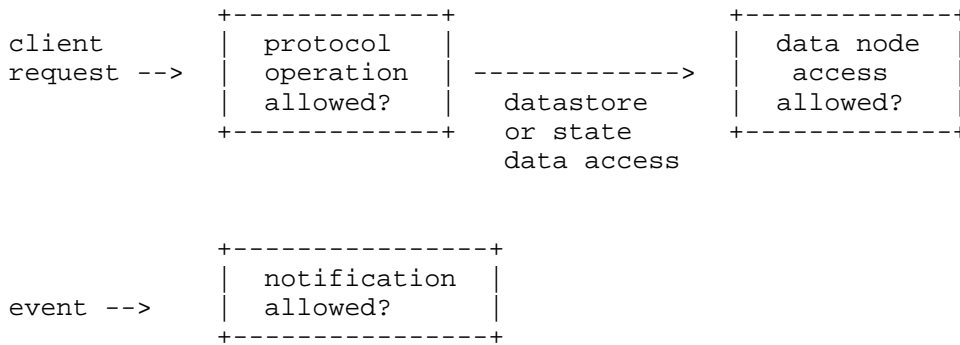 +-------------+                 +-------------+
client       |  protocol   |                 |  data node  |
request -->  |  operation  | ------------->  |   access    |
             |  allowed?   |   datastore     |  allowed?   |
             +-------------+   or state      +-------------+
                               data access
             +----------------+
             |  notification  |
event -->    |  allowed?      |
             +----------------+